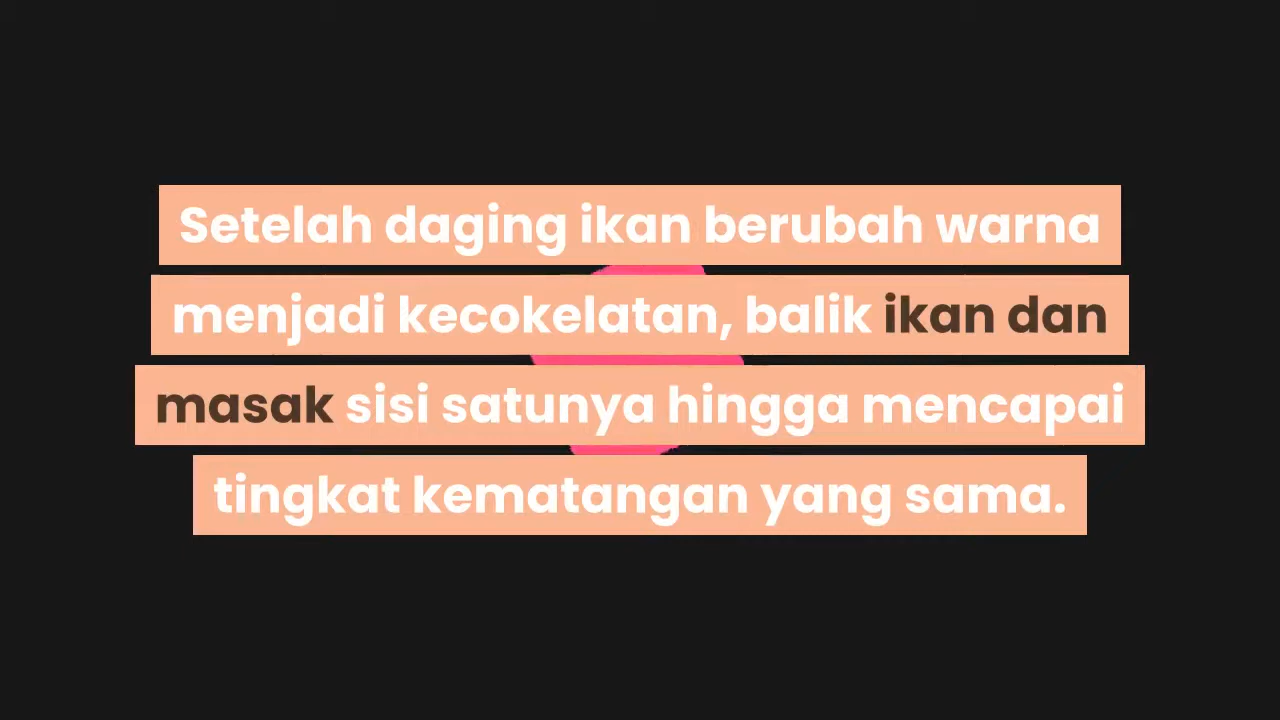 Setelah daging ikan berubah warna
menjadi kecokelatan, balik ikan dan
masak sisi satunya hingga mencapai
tingkat kematangan yang sama.